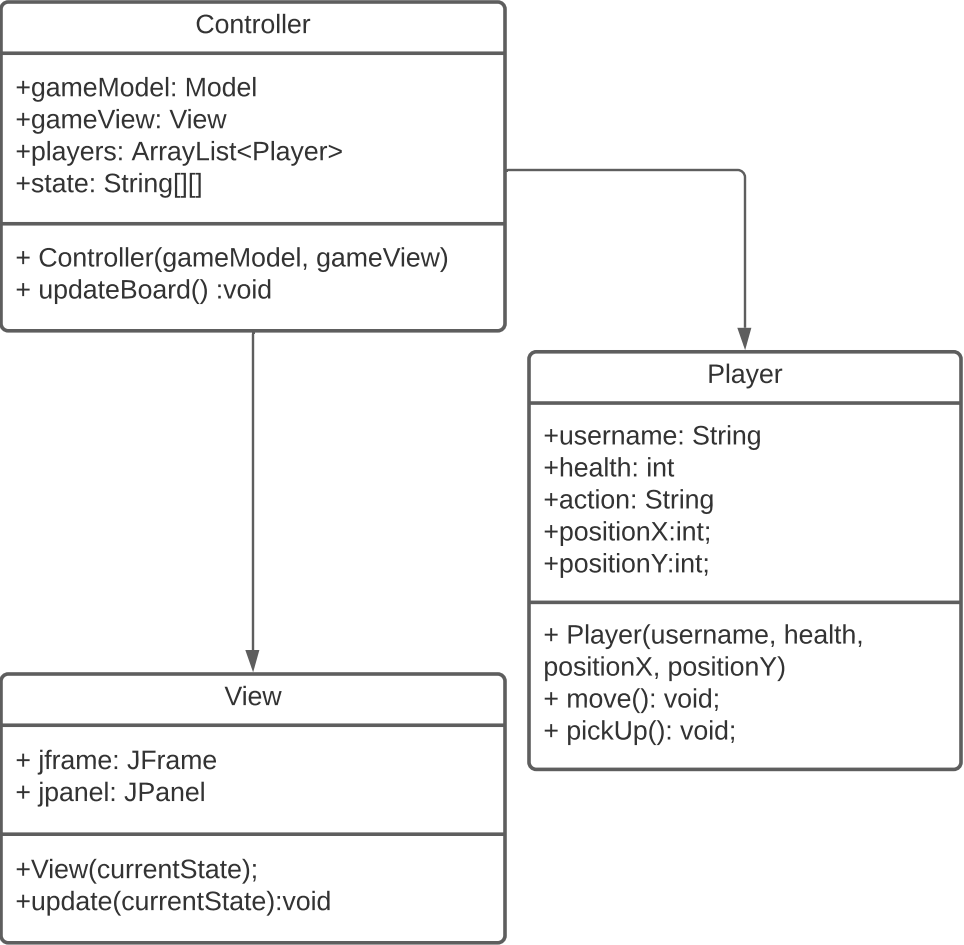 Controller
+gameModel: Model
+gameView: View
+players: ArrayList<Player>
+state: String[][]
+ Controller(gameModel, gameView)
+ updateBoard() :void
Player
+username: String
+health: int
+action: String
+positionX:int;
+positionY:int;
+ Player(username, health,
positionX, positionY)
+ move(): void;
+ pickUp(): void;
View
+ jframe: JFrame
+ jpanel: JPanel
+View(currentState);
+update(currentState):void